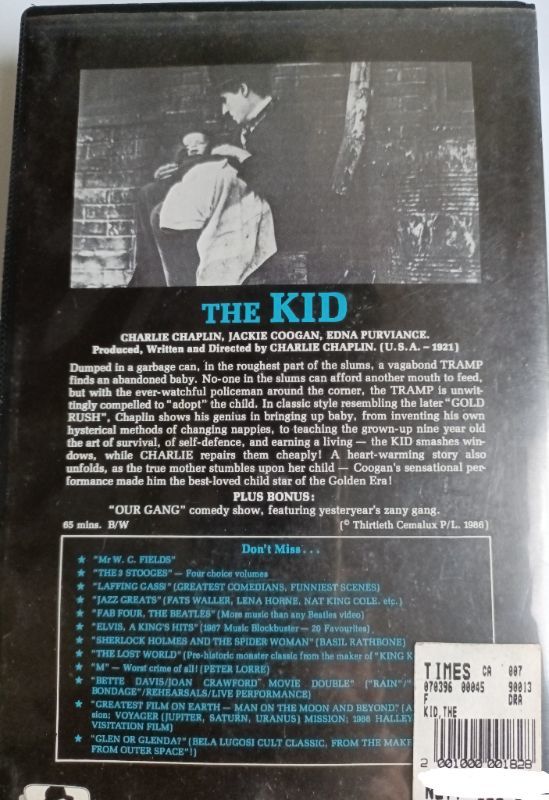 THE KID
CHARLIE CHAPLIN, JACKIE COOGAN, EDNA PURVIANCE.
Produced, Written and Directed by CHARLIE CHAPLIN. (U.S.A. – 1921)
Dumped in a garbage can, in the roughest part of the slums, a vagabond TRAMP
finds an abandoned baby. No-one in the slums can afford another mouth to feed,
but with the ever-watchful policeman around the corner, the TRAMP is unwit-
tingly compelled to "adopt" the child. In classic style resembling the later "GOLD
RUSH", Chaplin shows his genius in bringing up baby, from inventing his own
hysterical methods of changing nappies, to teaching the grown-up nine year old
the art of survival, of self-defence, and earning a living — the KID smashes win-
dows, while CHARLIE repairs them cheaply! A heart-warming story also
unfolds, as the true mother stumbles upon her child — Coogan's sensational per-
formance made him the best-loved child star of the Golden Era!
PLUS BONUS:
"OUR GANG" comedy show, featuring yesteryear's zany gang.
65 mins. B/W (© Thirtieth Cemalux P/L. 1986)
Don't Miss . . .
★ "Mr W. C. FIELDS"
★ "THE 3 STOOGES" — Four choice volumes
★ "LAFFING GASS!" (GREATEST COMEDIANS, FUNNIEST SCENES)
★ "JAZZ GREATS" (FATS WALLER, LENA HORNE, NAT KING COLE. etc.)
★ "FAB FOUR, THE BEATLES" (More music than any Beatles video)
★ "ELVIS, A KING'S HITS" (1987 Music Blockbuster — 20 Favourites)
★ "SHERLOCK HOLMES AND THE SPIDER WOMAN" (BASIL RATHBONE)
★ "THE LOST WORLD" (Pre-historic monster classic from the maker of "KING K
★ "M" — Worst crime of all! (PETER LORRE)
★ "BETTE DAVIS/JOAN CRAWFORD MOVIE DOUBLE" ("RAIN"/"
BONDAGE"/REHEARSALS/LIVE PERFORMANCE)
★ "GREATEST FILM ON EARTH — MAN ON THE MOON AND BEYOND" (A
sion; VOYAGER (JUPITER, SATURN, URANUS) MISSION; 1986 HALLEY
VISITATION FILM)
★ "GLEN OR GLENDA?" (BELA LUGOSI CULT CLASSIC, FROM THE MAKE
FROM OUTER SPACE"!)
TIMES CA 007
070396 00045 90013
F DRA
KID,THE
2 001000 001828